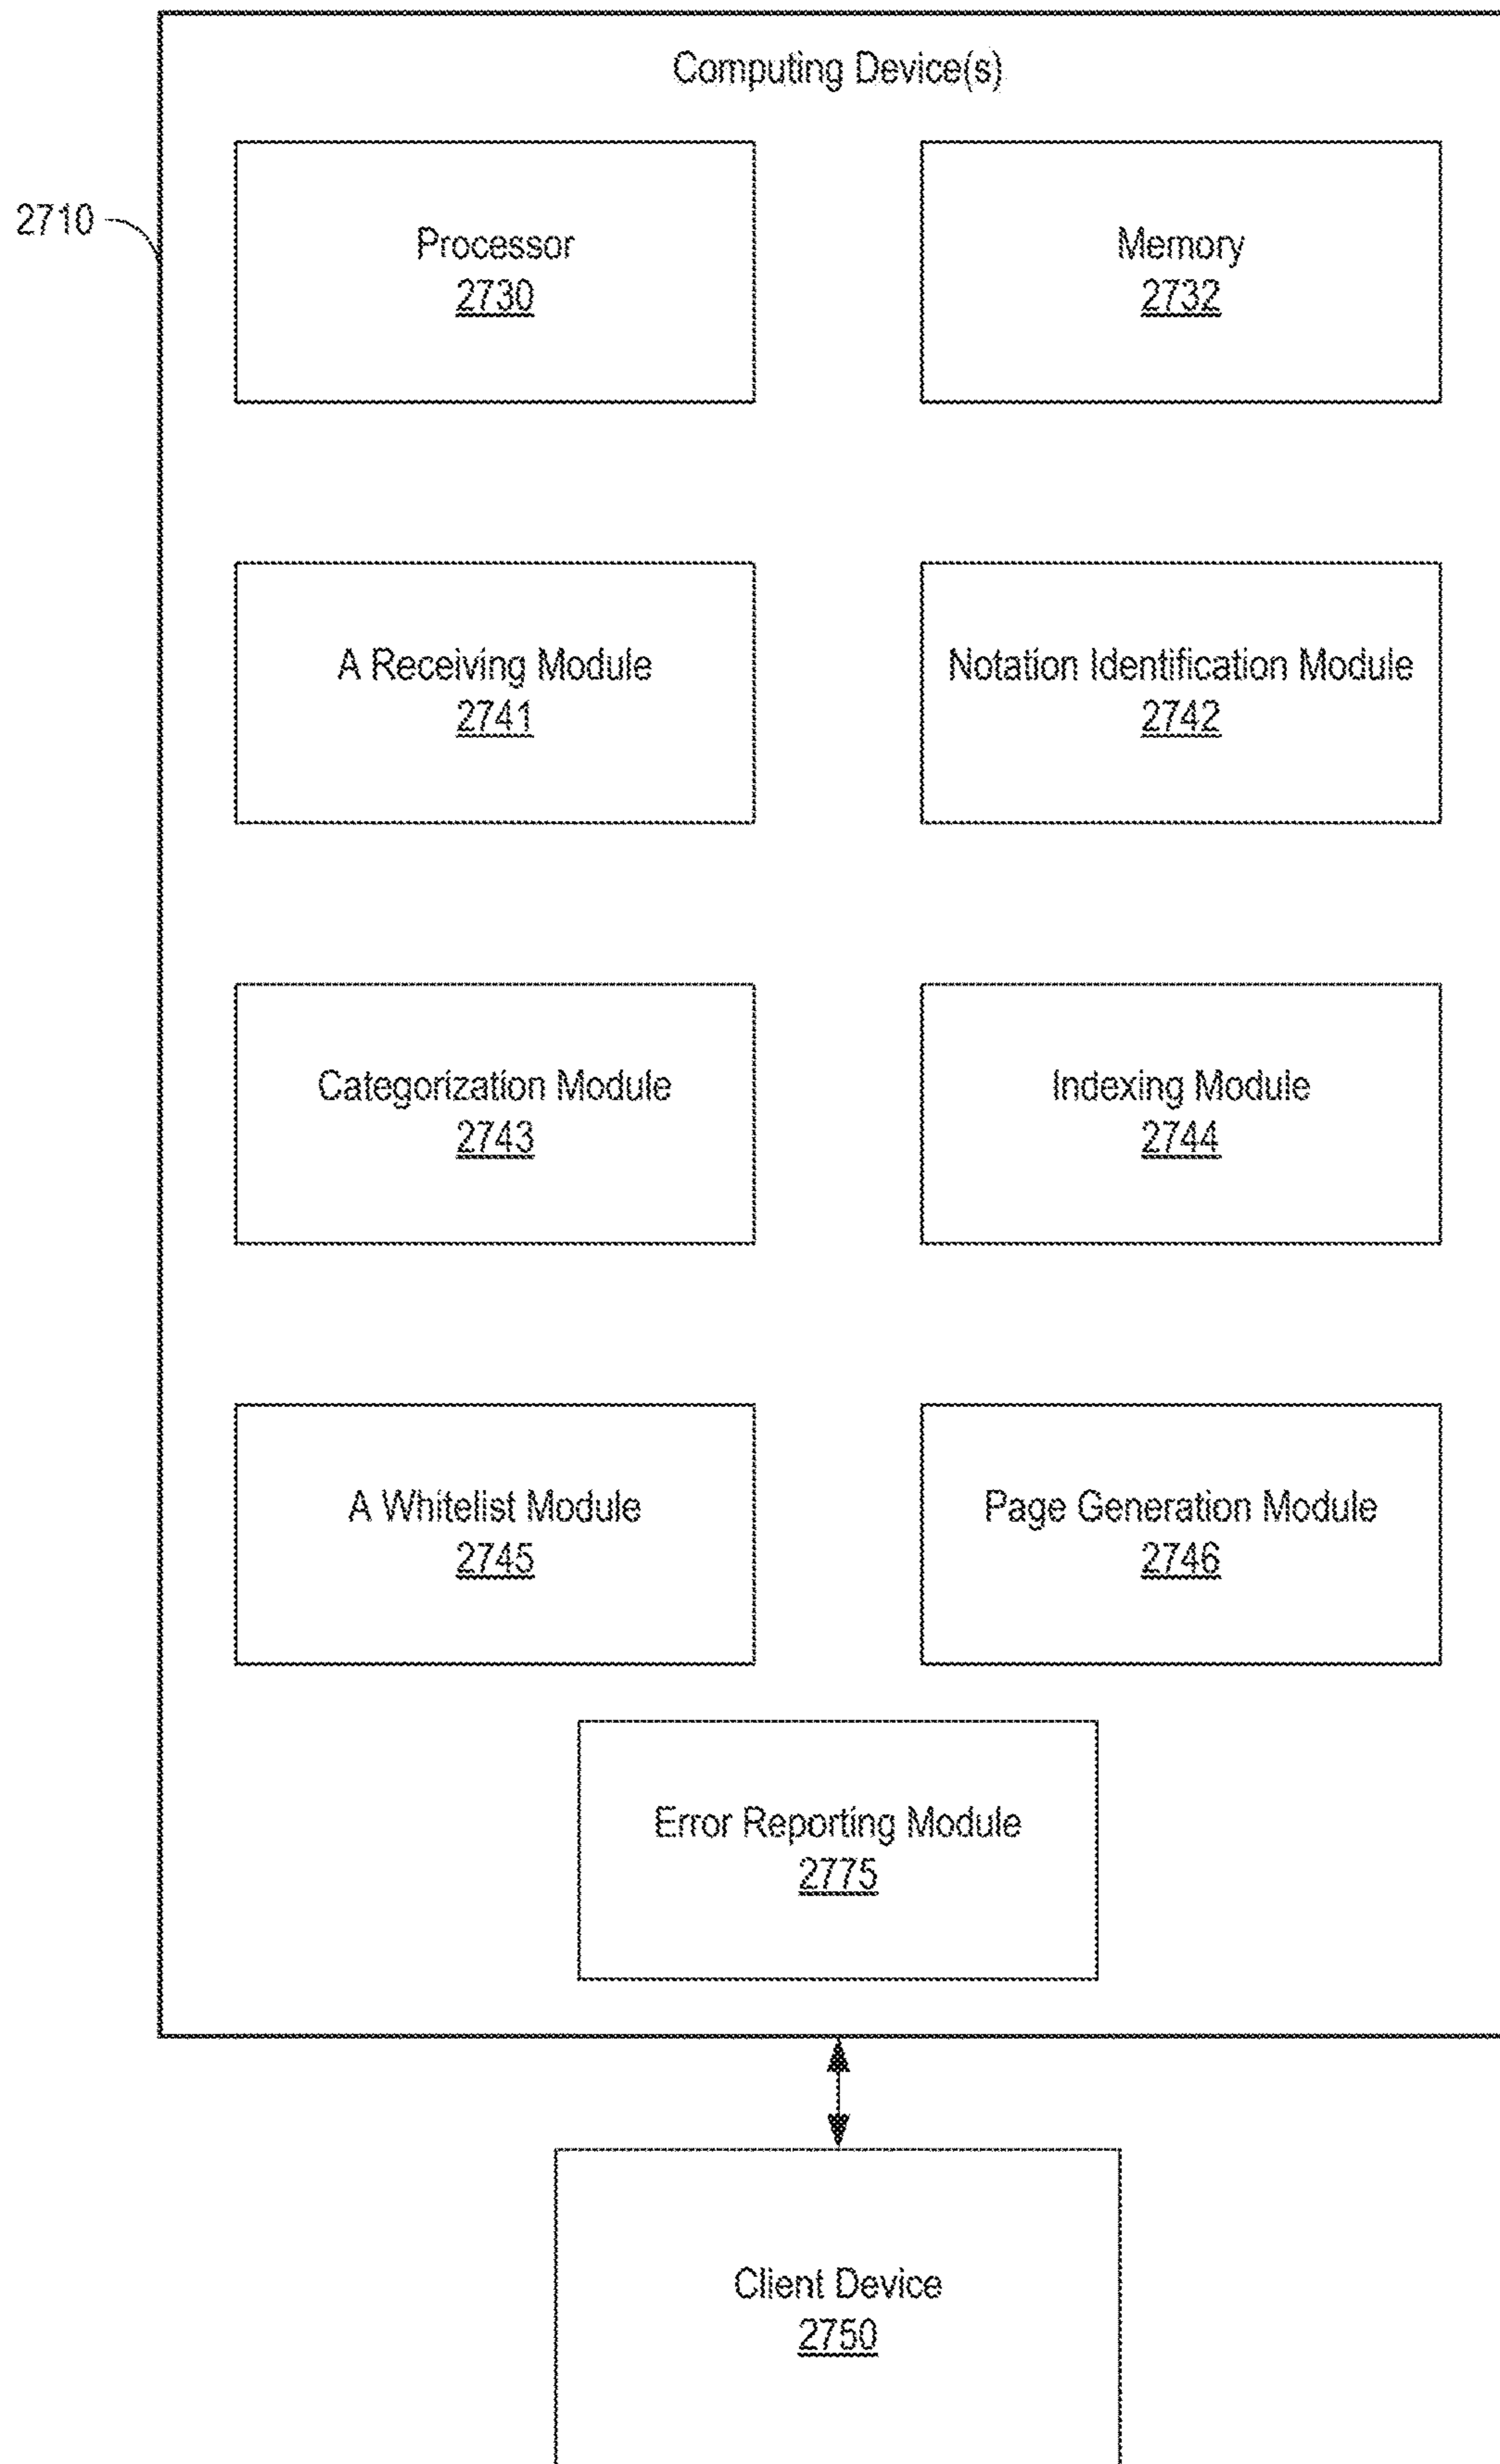 Computing Device(s)
2710
Processor
2730
Memory
2732
A Receiving Module
2741
Notation Identification Module
2742
Categorization Module
2743
Indexing Module
2744
A Whitelist Module
2745
Page Generation Module
2746
Error Reporting Module
2775
Client Device
2750